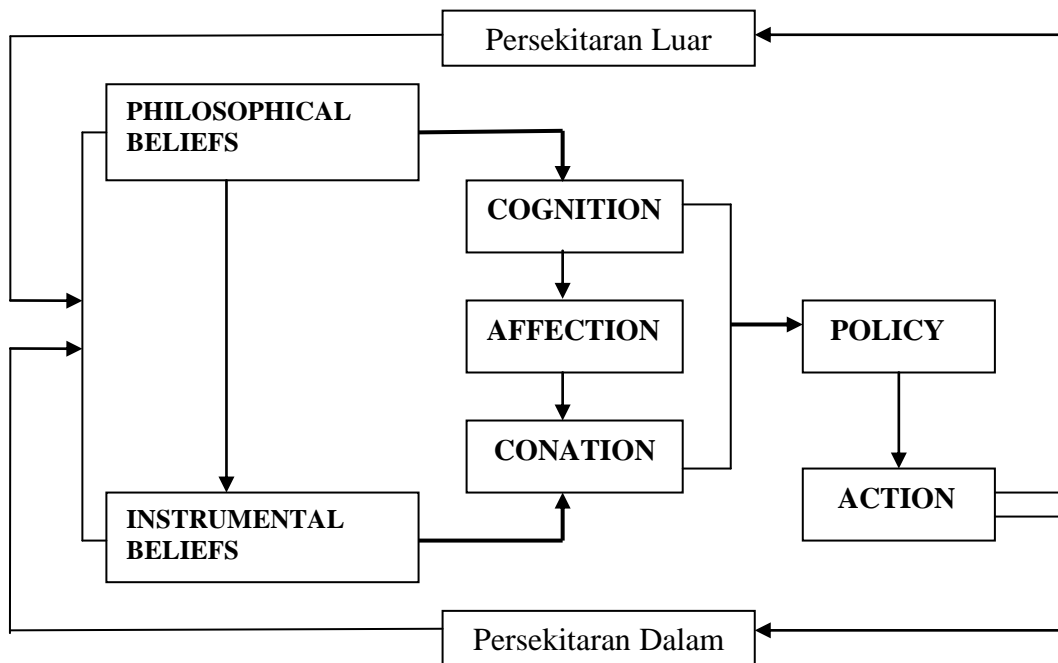 Persekitaran Luar
PHILOSOPHICAL
BELIEFS
COGNITION
AFFECTION
POLICY
CONATION
ACTION
INSTRUMENTAL
BELIEFS
Persekitaran Dalam